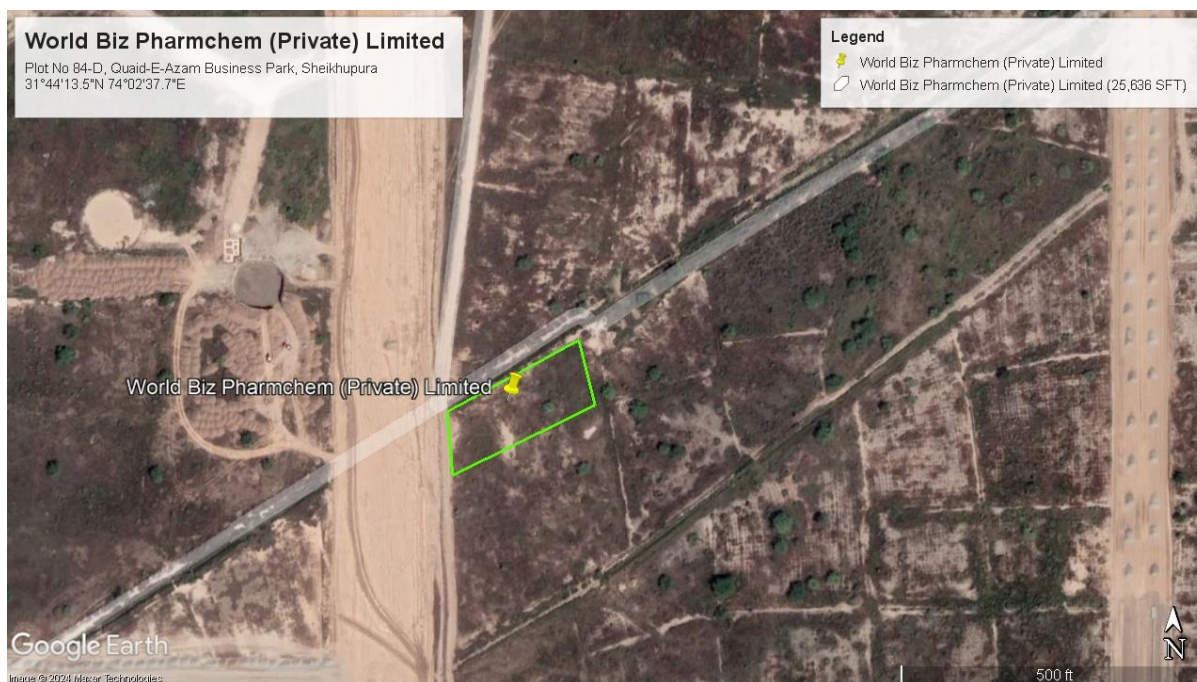 World Biz Pharmchem (Private) Limited
Plot No 84-D, Quaid-E-Azam Business Park, Sheikhupura
31°44'13.5"N 74°02'37.7"E
Legend
World Biz Pharmchem (Private) Limited
World Biz Pharmchem (Private) Limited (25,636 SFT)
World Biz Pharmchem (Private) Limited
Google Earth
Image © 2024 Maxar Technologies
N
500 ft